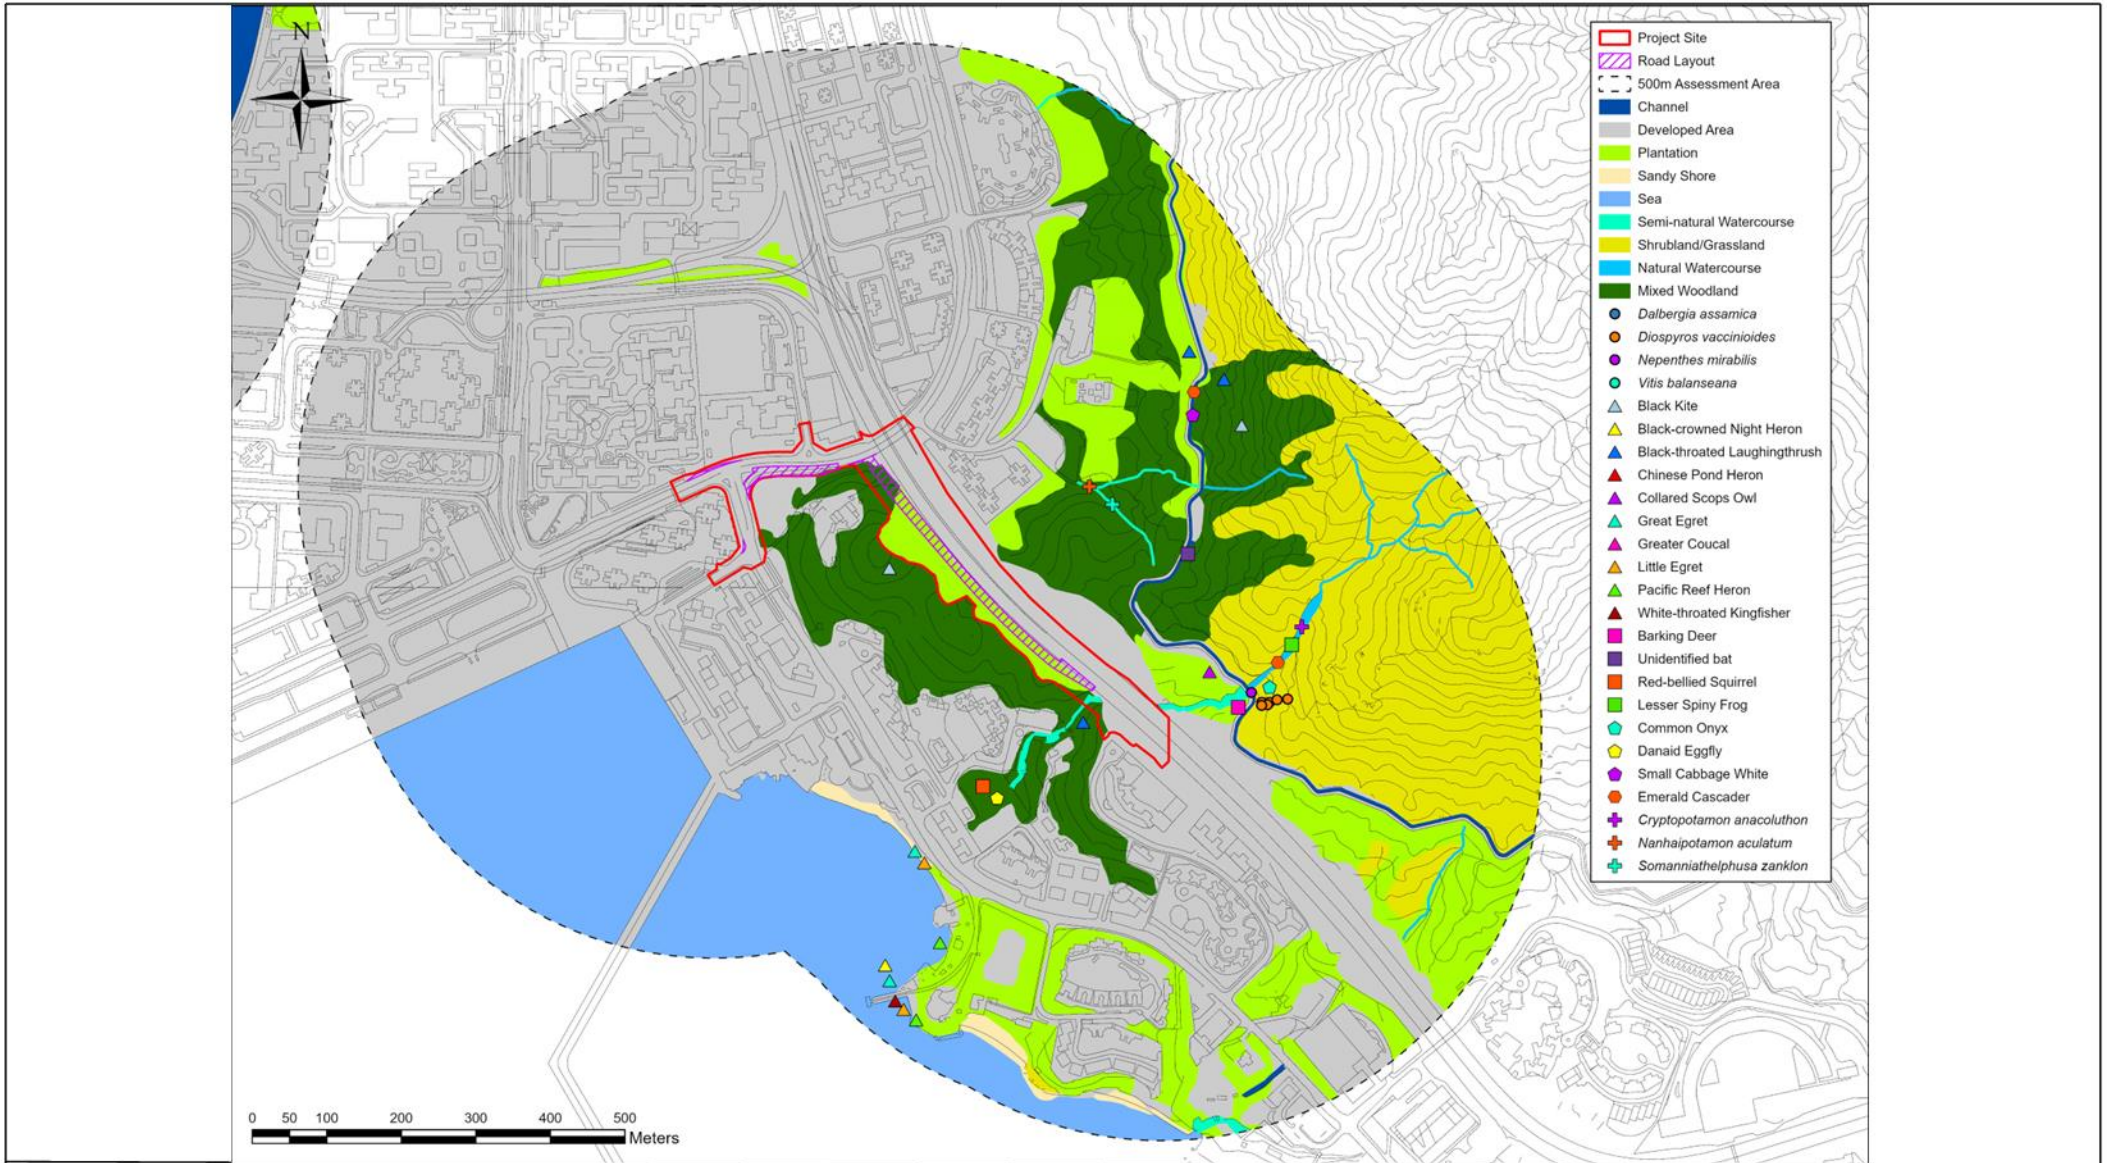 N
Project Site
Road Layout
500m Assessment Area
Channel
Developed Area
Plantation
Sandy Shore
Sea
Semi-natural Watercourse
Shrubland/Grassland
Natural Watercourse
Mixed Woodland
Dalbergia assamica
Diospyros vaccinioides
Nepenthes mirabilis
Vitis balanseana
Black Kite
Black-crowned Night Heron
Black-throated Laughingthrush
Chinese Pond Heron
Collared Scops Owl
Great Egret
Greater Coucal
Little Egret
Pacific Reef Heron
White-throated Kingfisher
Barking Deer
Unidentified bat
Red-bellied Squirrel
Lesser Spiny Frog
Common Onyx
Danaid Eggfly
Small Cabbage White
Emerald Cascader
Cryptopotamon anacoluthon
Nanhaipotamon aculatum
Somanniathelphusa zanklon
0 50 100 200 300 400 500
Meters